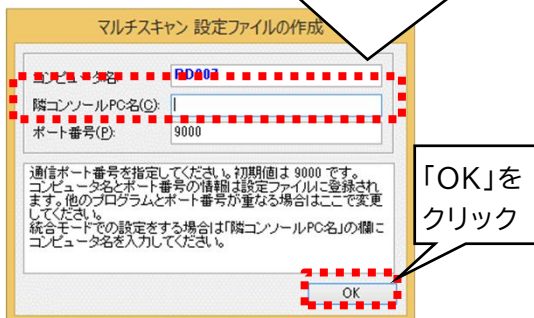 マルチスキャン 設定ファイルの作成
コンピュータ名
RD007
隣コンソールPC名(C):
ポート番号(P):
9000
通信ポート番号を指定してください。初期値は 9000 です。
コンピュータ名とポート番号の情報は設定ファイルに登録され
ます。他のプログラムとポート番号が重なる場合はここで変更
してください。
統合モードでの設定をする場合は「隣コンソールPC名」の欄に
コンピュータ名を入力してください。
「OK」を
クリック
OK